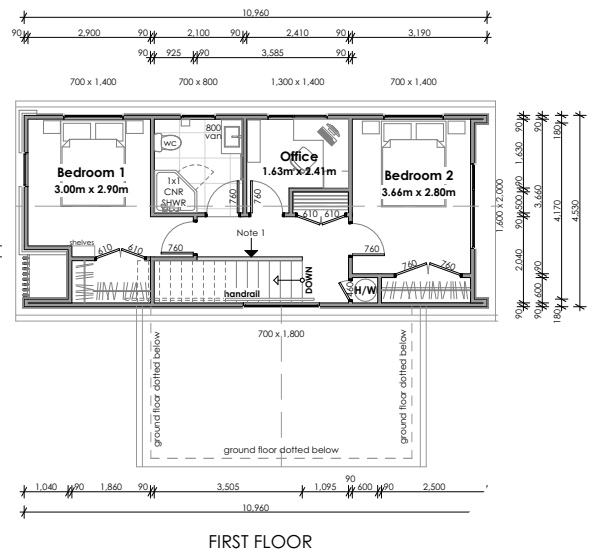 10,960
90 2,900 90 2,100 90 2,410 90 3,190 90
90 925 90 3,585 90
700 x 1,400 700 x 800 1,300 x 1,400 700 x 1,400
800
van
WC
Bedroom 1
3.00m x 2.90m
1x1
CNR
SHWR
Office
1.63m x 2.41m
Bedroom 2
3.66m x 2.80m
760 760
610 610
760
760
shelves
610 610
Note 1
DOWN
handrail
760 760
H/W
700 x 1,800
1,600 x 2,000
90 1,630 90 500 90 2,040 90
90 3,660 90 600 90
180 4,170 180
4,530
ground floor dotted below
ground floor dotted below
ground floor dotted below
90
1,040 90 1,860 90 3,505 1,095 600 90 2,500
10,960
FIRST FLOOR